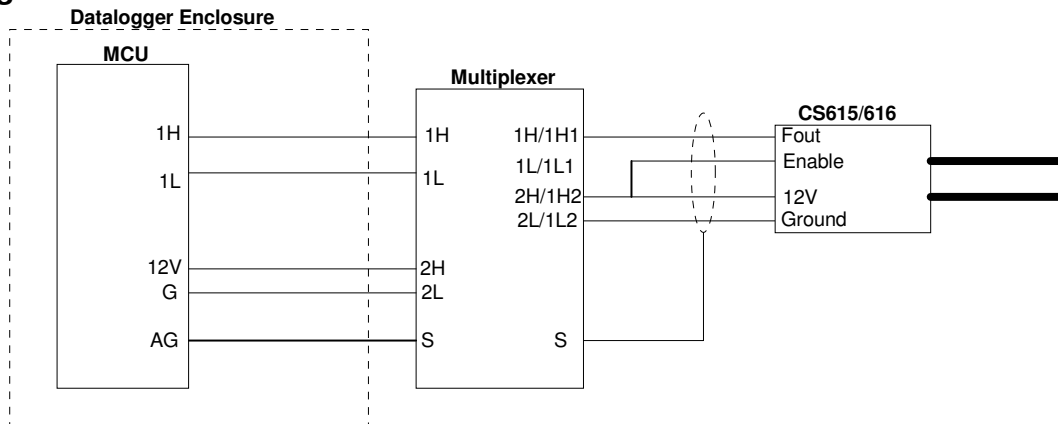 g
Datalogger Enclosure
MCU
1H
1L
12V
G
AG
Multiplexer
1H
1L
2H
2L
S
1H/1H1
1L/1L1
2H/1H2
2L/1L2
S
CS615/616
Fout
Enable
12V
Ground